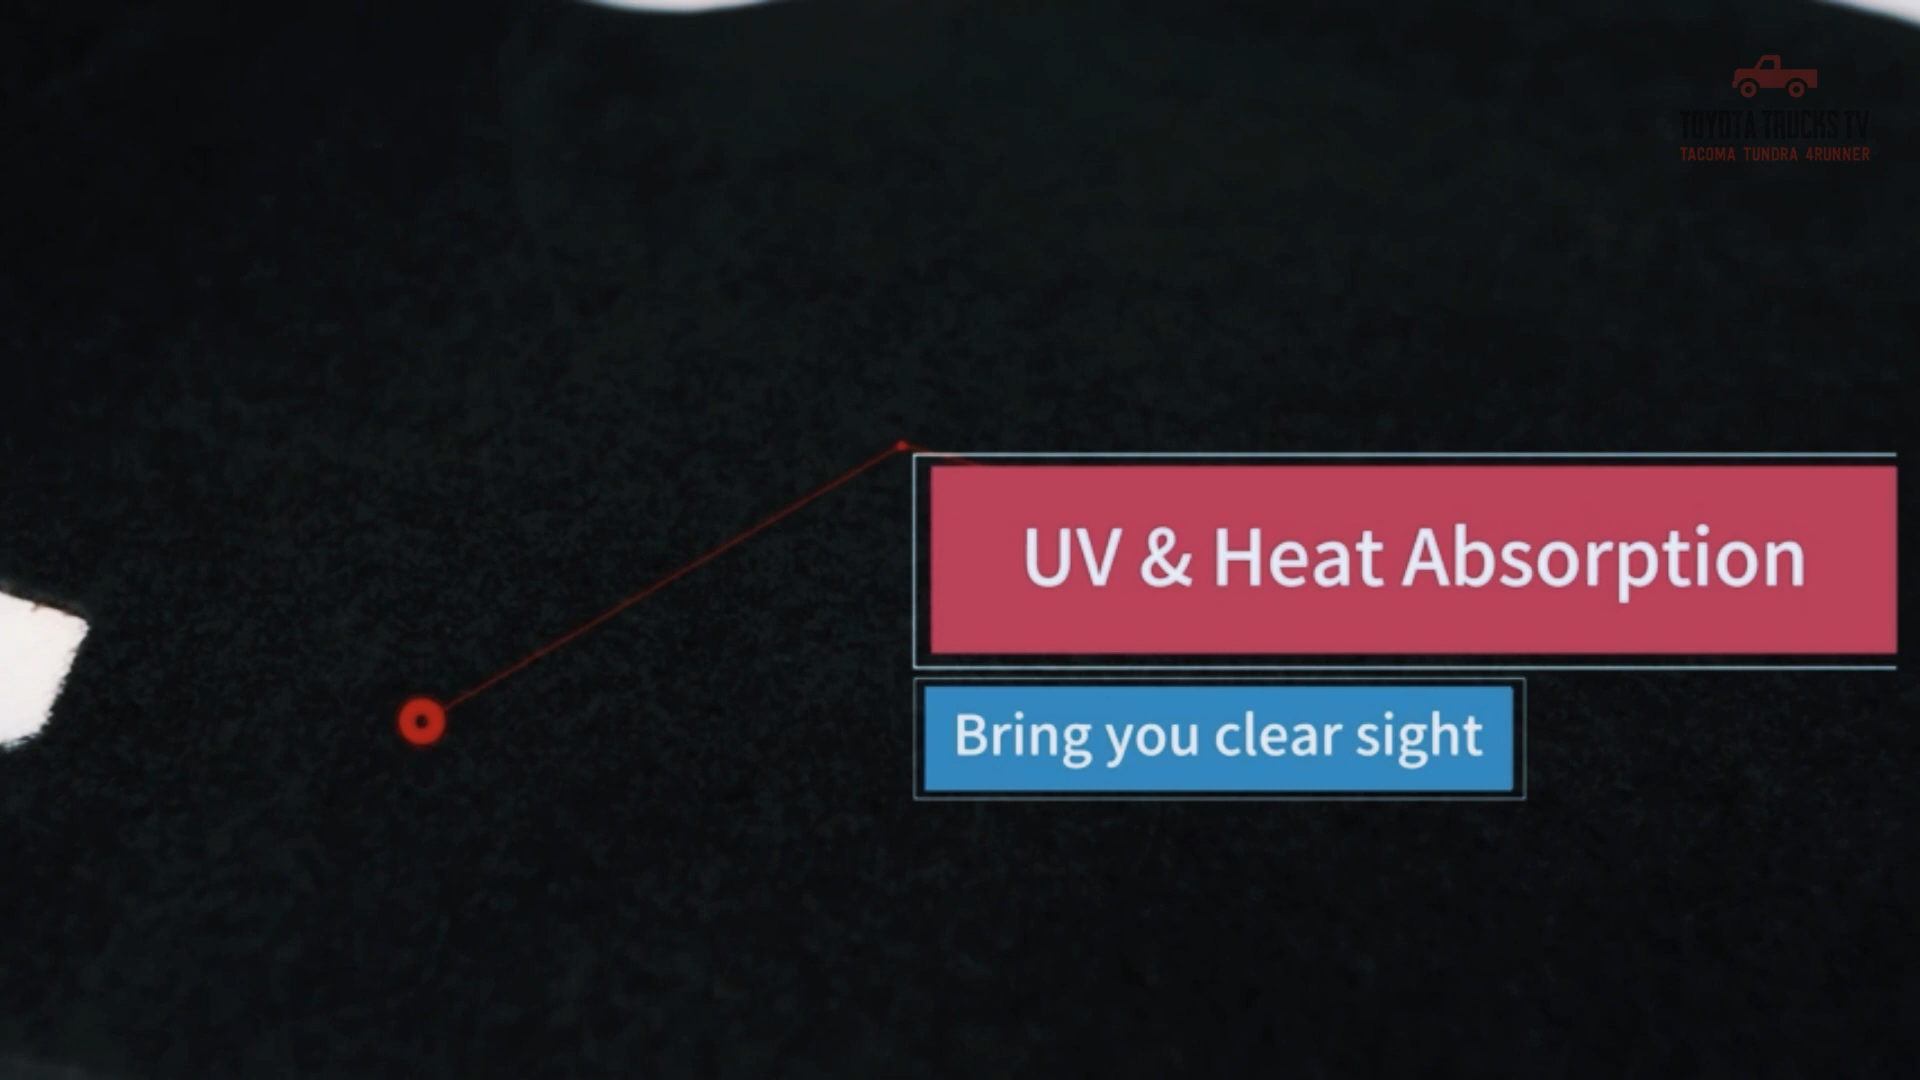 TOYOTA TRUCKS TV
TACOMA TUNDRA 4RUNNER
UV & Heat Absorption
Bring you clear sight